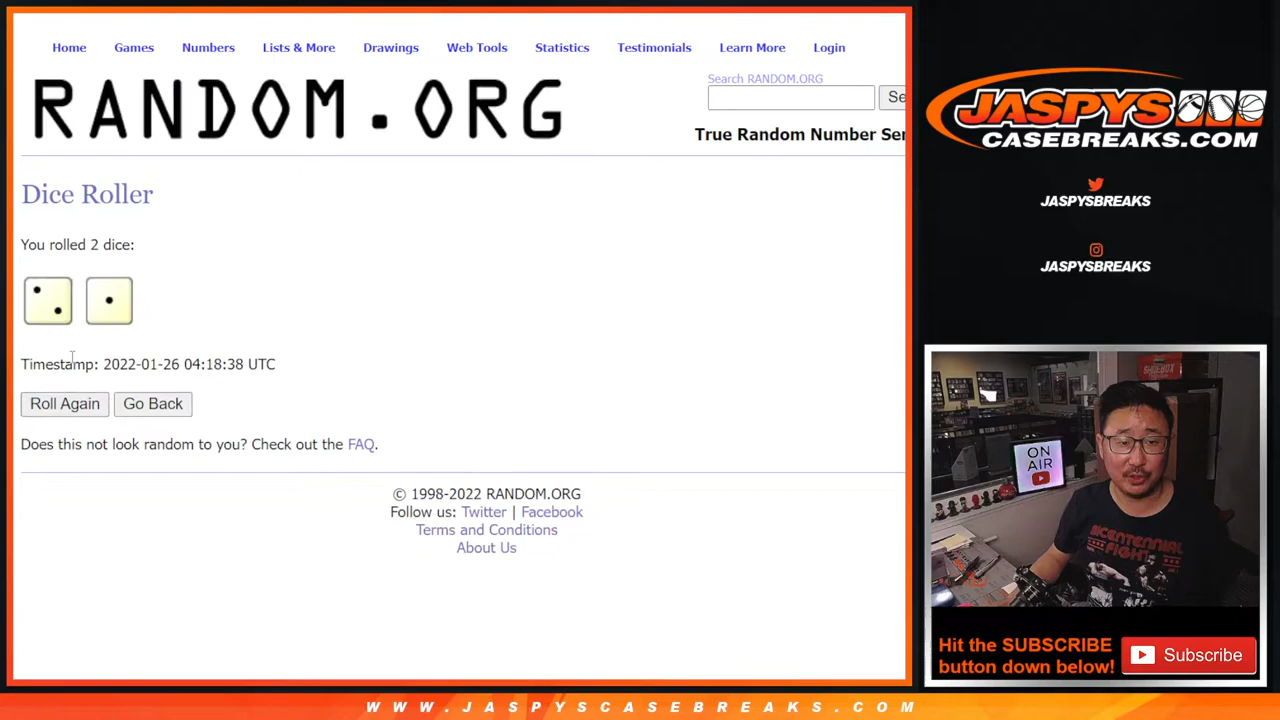 Home Games Numbers Lists & More Drawings Web Tools Statistics Testimonials Learn More Login
RANDOM.ORG
Search RANDOM.ORG
Se
True Random Number Ser
Dice Roller
You rolled 2 dice:
Timestamp: 2022-01-26 04:18:38 UTC
Roll Again Go Back
Does this not look random to you? Check out the FAQ.
© 1998-2022 RANDOM.ORG
Follow us: Twitter | Facebook
Terms and Conditions
About Us
JASPYS
CASEBREAKS.COM
JASPYSBREAKS
JASPYSBREAKS
ON
AIR
BICENTENNIAL
FIGHT
Hit the SUBSCRIBE
button down below!
Subscribe
WWW.JASPYSCASEBREAKS.COM